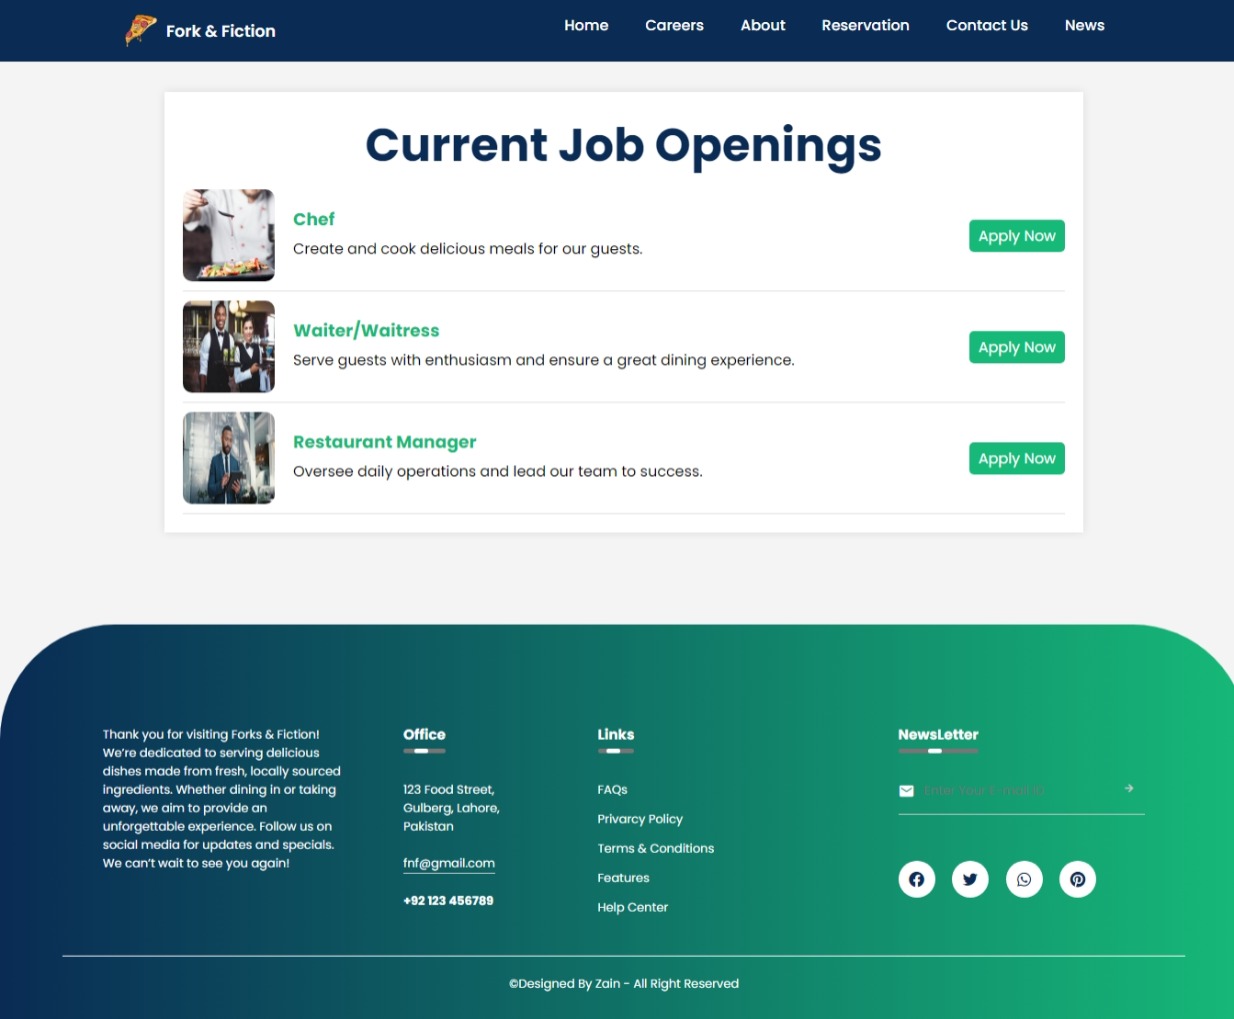 Fork & Fiction
Home Careers About Reservation Contact Us News
Current Job Openings
Chef
Create and cook delicious meals for our guests.
Apply Now
Waiter/Waitress
Serve guests with enthusiasm and ensure a great dining experience.
Apply Now
Restaurant Manager
Oversee daily operations and lead our team to success.
Apply Now
Thank you for visiting Forks & Fiction!
We're dedicated to serving delicious
dishes made from fresh, locally sourced
ingredients. Whether dining in or taking
away, we aim to provide an
unforgettable experience. Follow us on
social media for updates and specials.
We can't wait to see you again!
Office
123 Food Street,
Gulberg, Lahore,
Pakistan
fnf@gmail.com
+92 123 456789
Links
FAQs
Privarcy Policy
Terms & Conditions
Features
Help Center
NewsLetter
Enter Your E-mail ID
©Designed By Zain - All Right Reserved